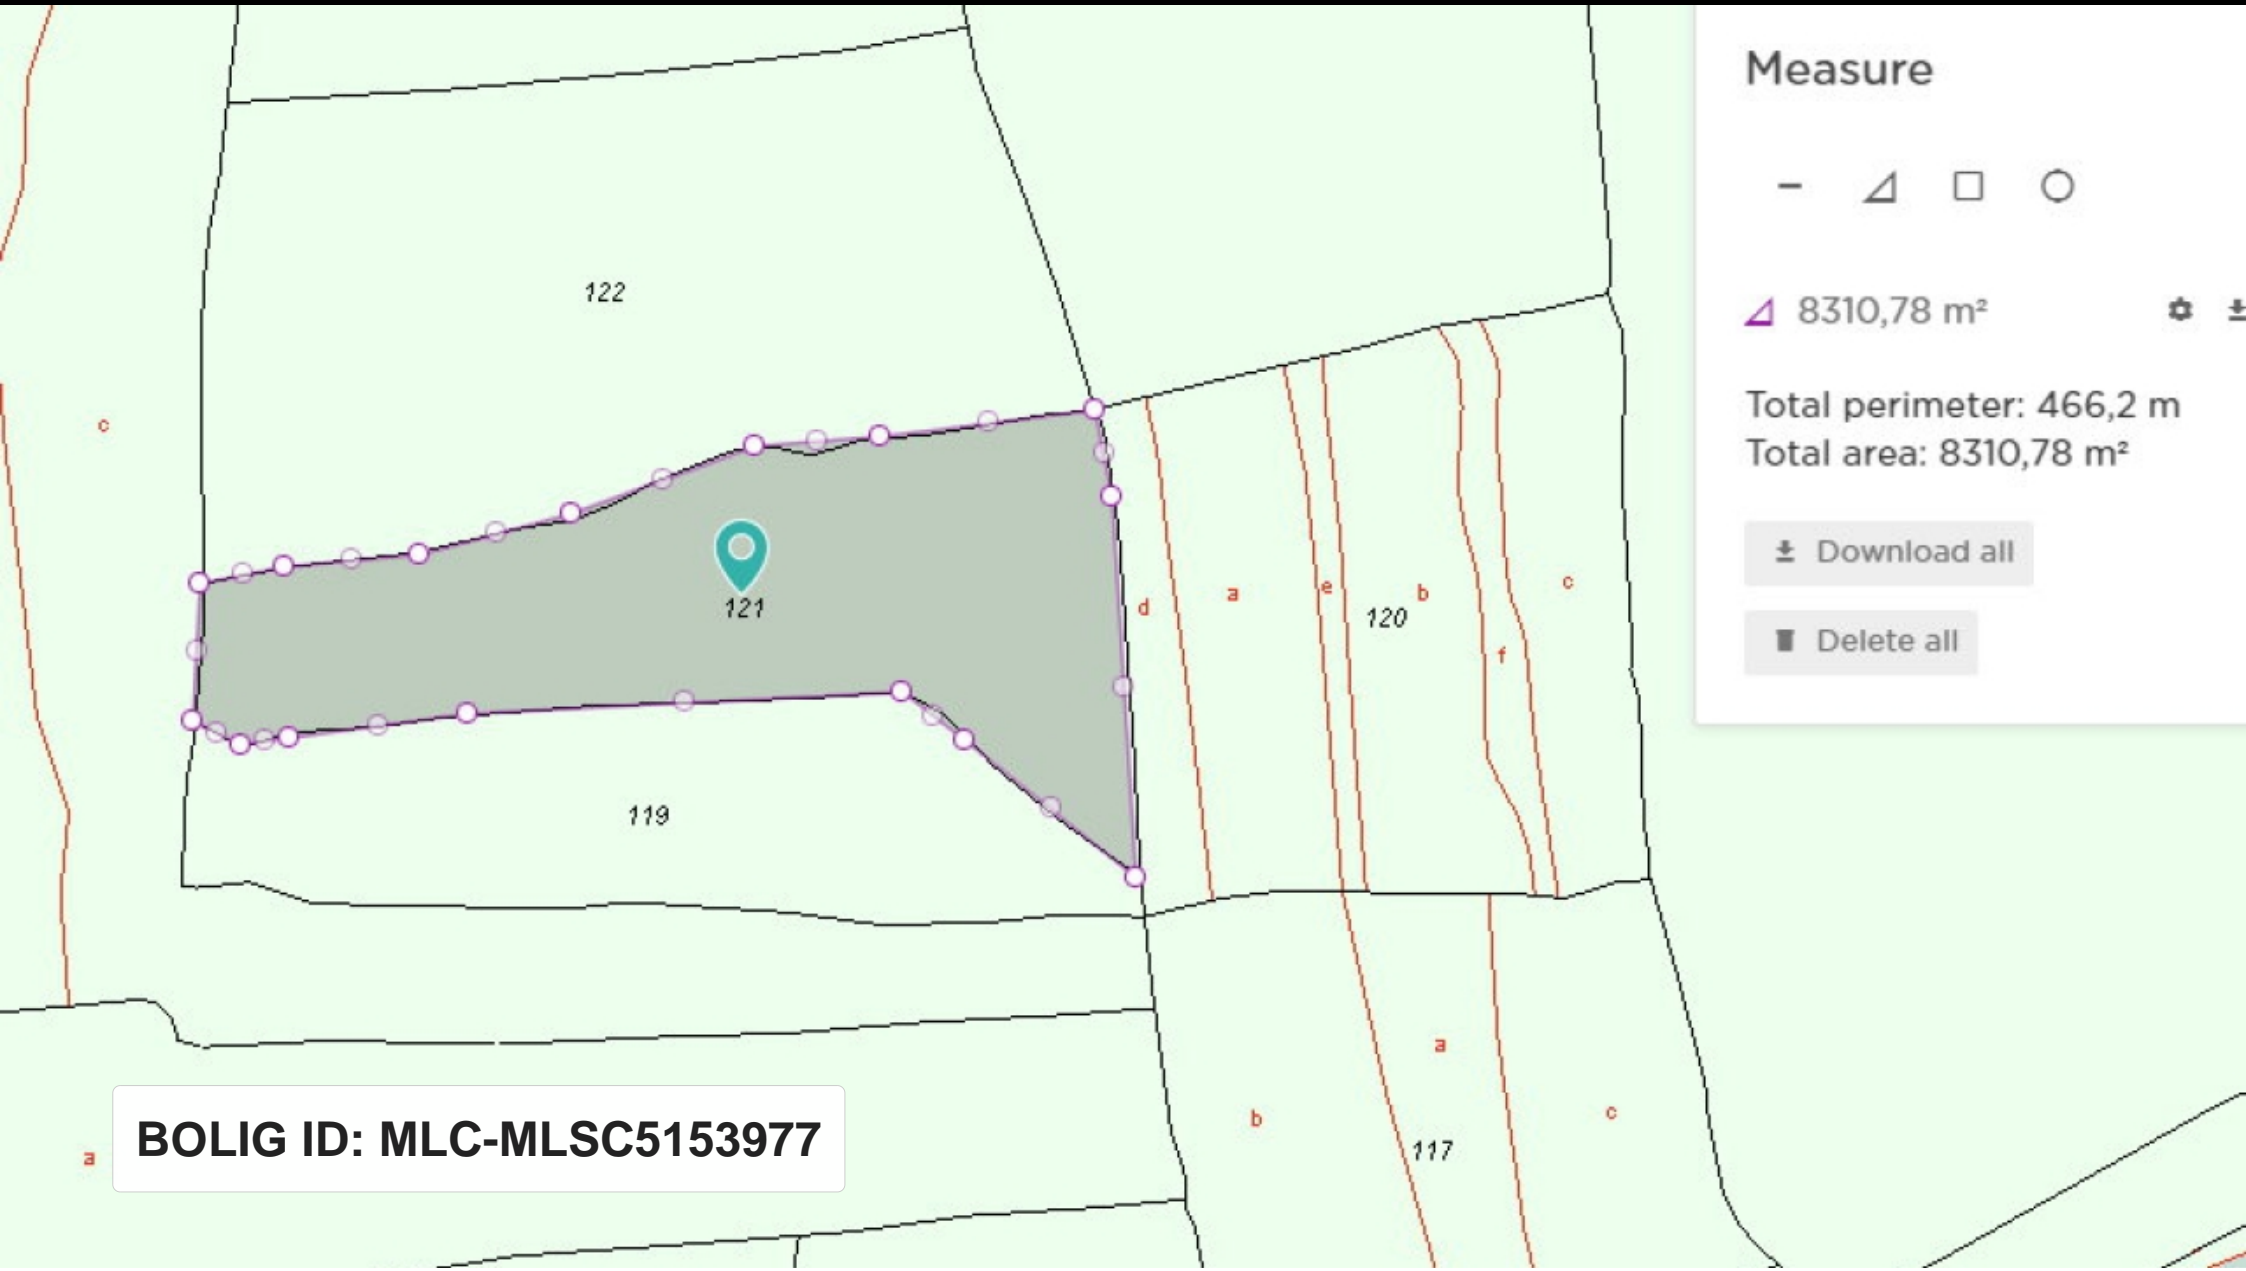 Measure
8310,78 m²
Total perimeter: 466,2 m
Total area: 8310,78 m²
Download all
Delete all
122
c
121
d
a
e
b
120
c
f
119
a
b
c
117
a
BOLIG ID: MLC-MLSC5153977